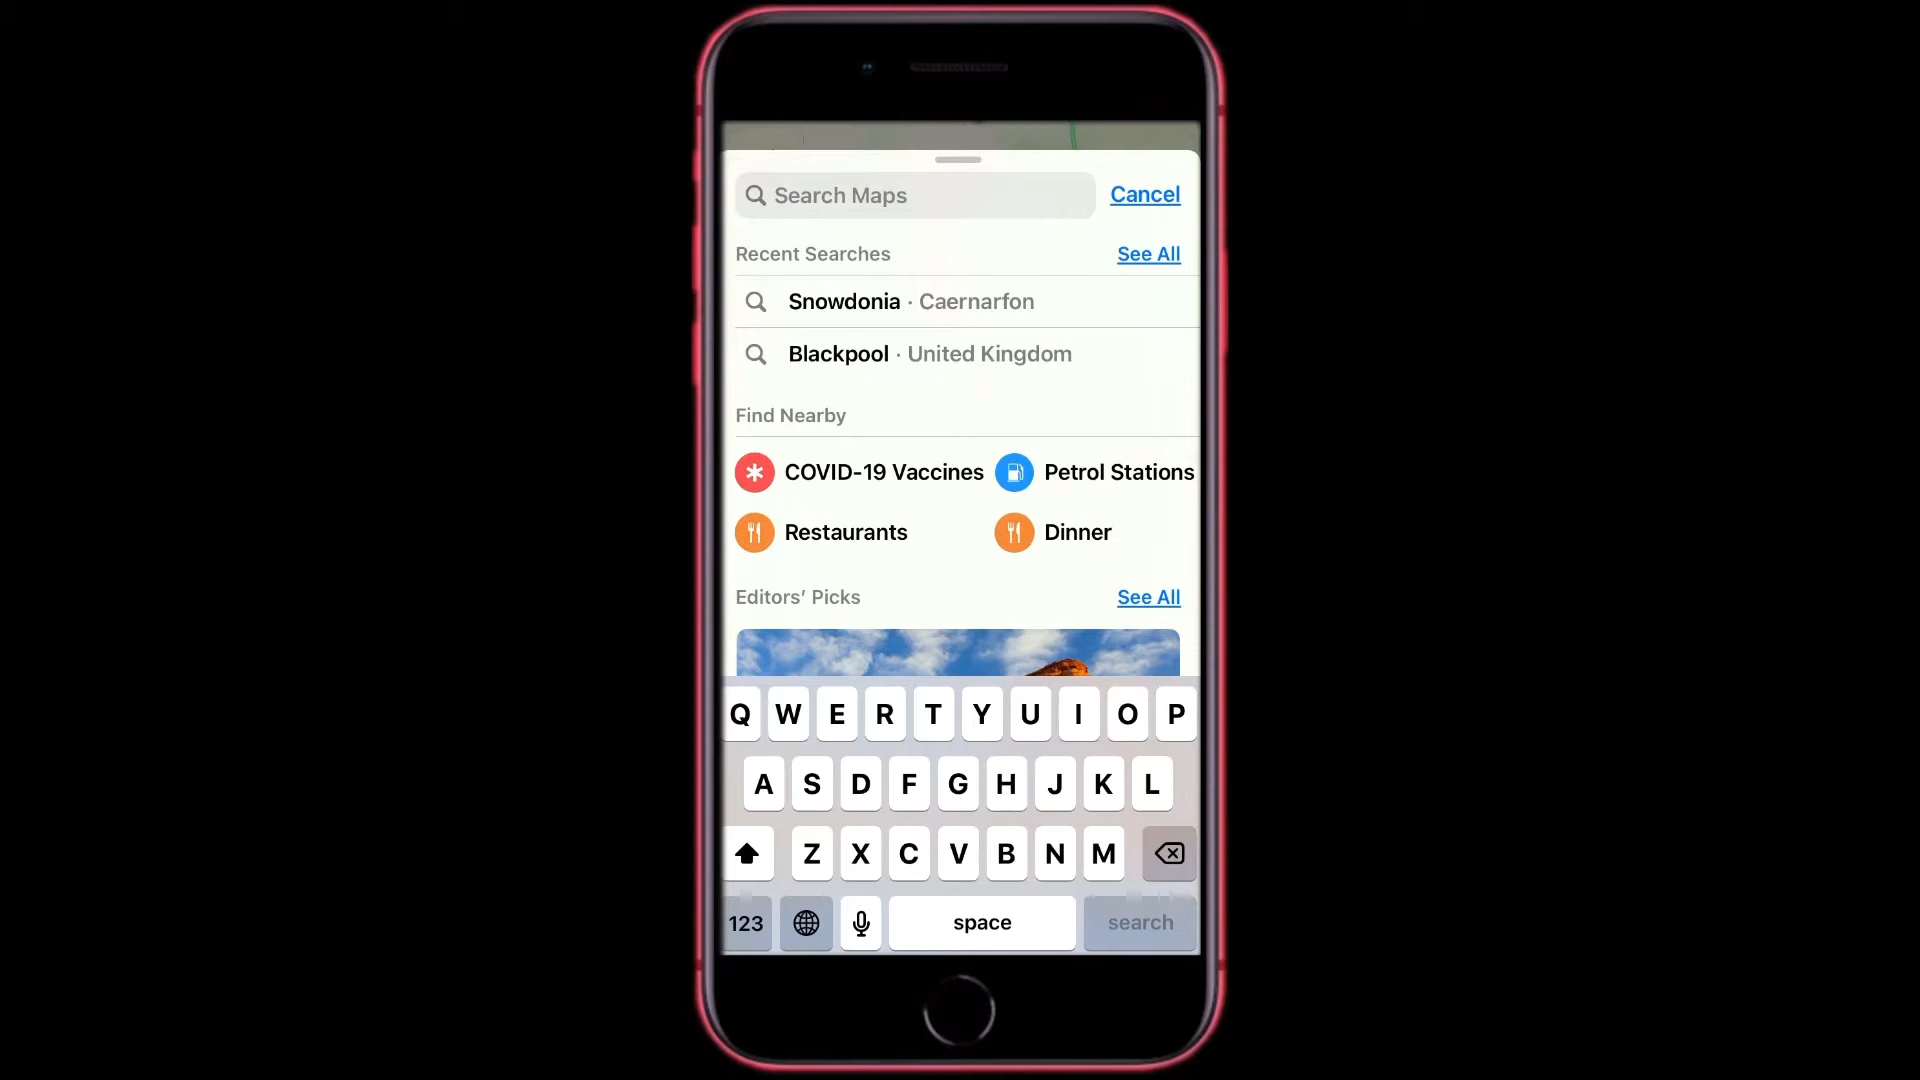 Search Maps Cancel
Recent Searches See All
Snowdonia · Caernarfon
Blackpool · United Kingdom
Find Nearby
COVID-19 Vaccines Petrol Stations
Restaurants Dinner
Editors’ Picks See All
Q W E R T Y U I O P
A S D F G H J K L
Z X C V B N M
123 space search